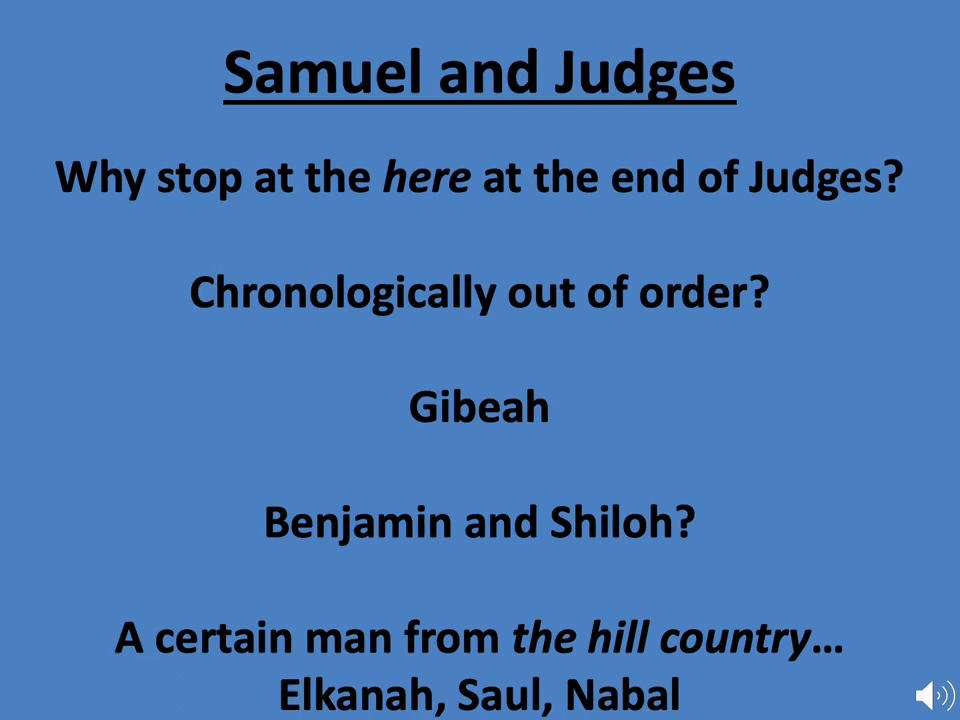 Samuel and Judges
Why stop at the here at the end of Judges?
Chronologically out of order?
Gibeah
Benjamin and Shiloh?
A certain man from the hill country…
Elkanah, Saul, Nabal